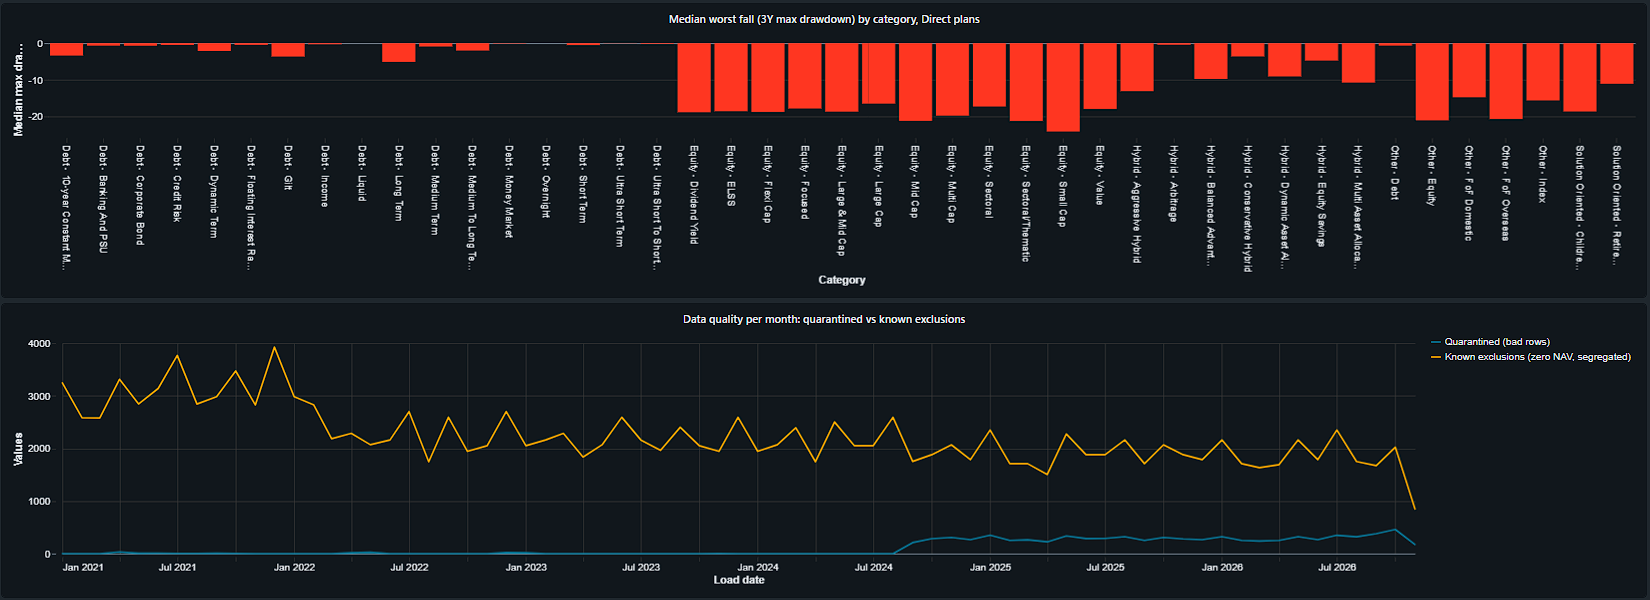 Median worst fall (3Y max drawdown) by category, Direct plans
Median max dra...
0
-10
-20
Debt · 10-year Constant M...
Debt · Banking And PSU
Debt · Corporate Bond
Debt · Credit Risk
Debt · Dynamic Term
Debt · Floating Interest Ra...
Debt · Gilt
Debt · Income
Debt · Liquid
Debt · Long Term
Debt · Medium Term
Debt · Medium To Long Te...
Debt · Money Market
Debt · Overnight
Debt · Short Term
Debt · Ultra Short Term
Debt · Ultra Short To Short...
Equity · Dividend Yield
Equity · ELSS
Equity · Flexi Cap
Equity · Focused
Equity · Large & Mid Cap
Equity · Large Cap
Equity · Mid Cap
Equity · Multi Cap
Equity · Sectoral
Equity · Sectoral/Thematic
Equity · Small Cap
Equity · Value
Hybrid · Aggressive Hybrid
Hybrid · Arbitrage
Hybrid · Balanced Advant...
Hybrid · Conservative Hybrid
Hybrid · Dynamic Asset Al...
Hybrid · Equity Savings
Hybrid · Multi Asset Alloca...
Other · Debt
Other · Equity
Other · FoF Domestic
Other · FoF Overseas
Other · Index
Solution Oriented · Childre...
Solution Oriented · Retire...
Category
Data quality per month: quarantined vs known exclusions
Quarantined (bad rows)
Known exclusions (zero NAV, segregated)
Values
4000
3000
2000
1000
0
Jan 2021
Jul 2021
Jan 2022
Jul 2022
Jan 2023
Jul 2023
Jan 2024
Jul 2024
Jan 2025
Jul 2025
Jan 2026
Jul 2026
Load date